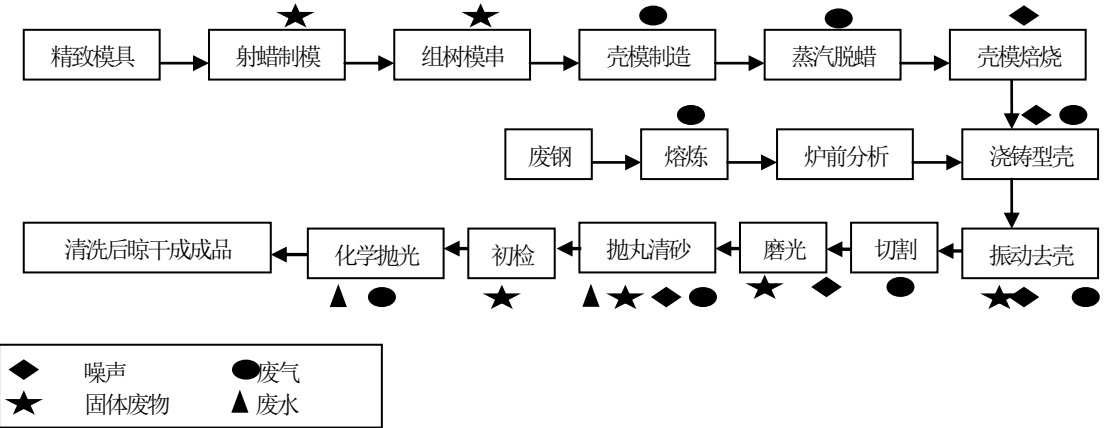 精致模具
射蜡制模
组树模串
壳模制造
蒸汽脱蜡
壳模焙烧
废钢
熔炼
炉前分析
浇铸型壳
清洗后晾干成成品
化学抛光
初检
抛丸清砂
磨光
切割
振动去壳
噪声
废气
固体废物
废水